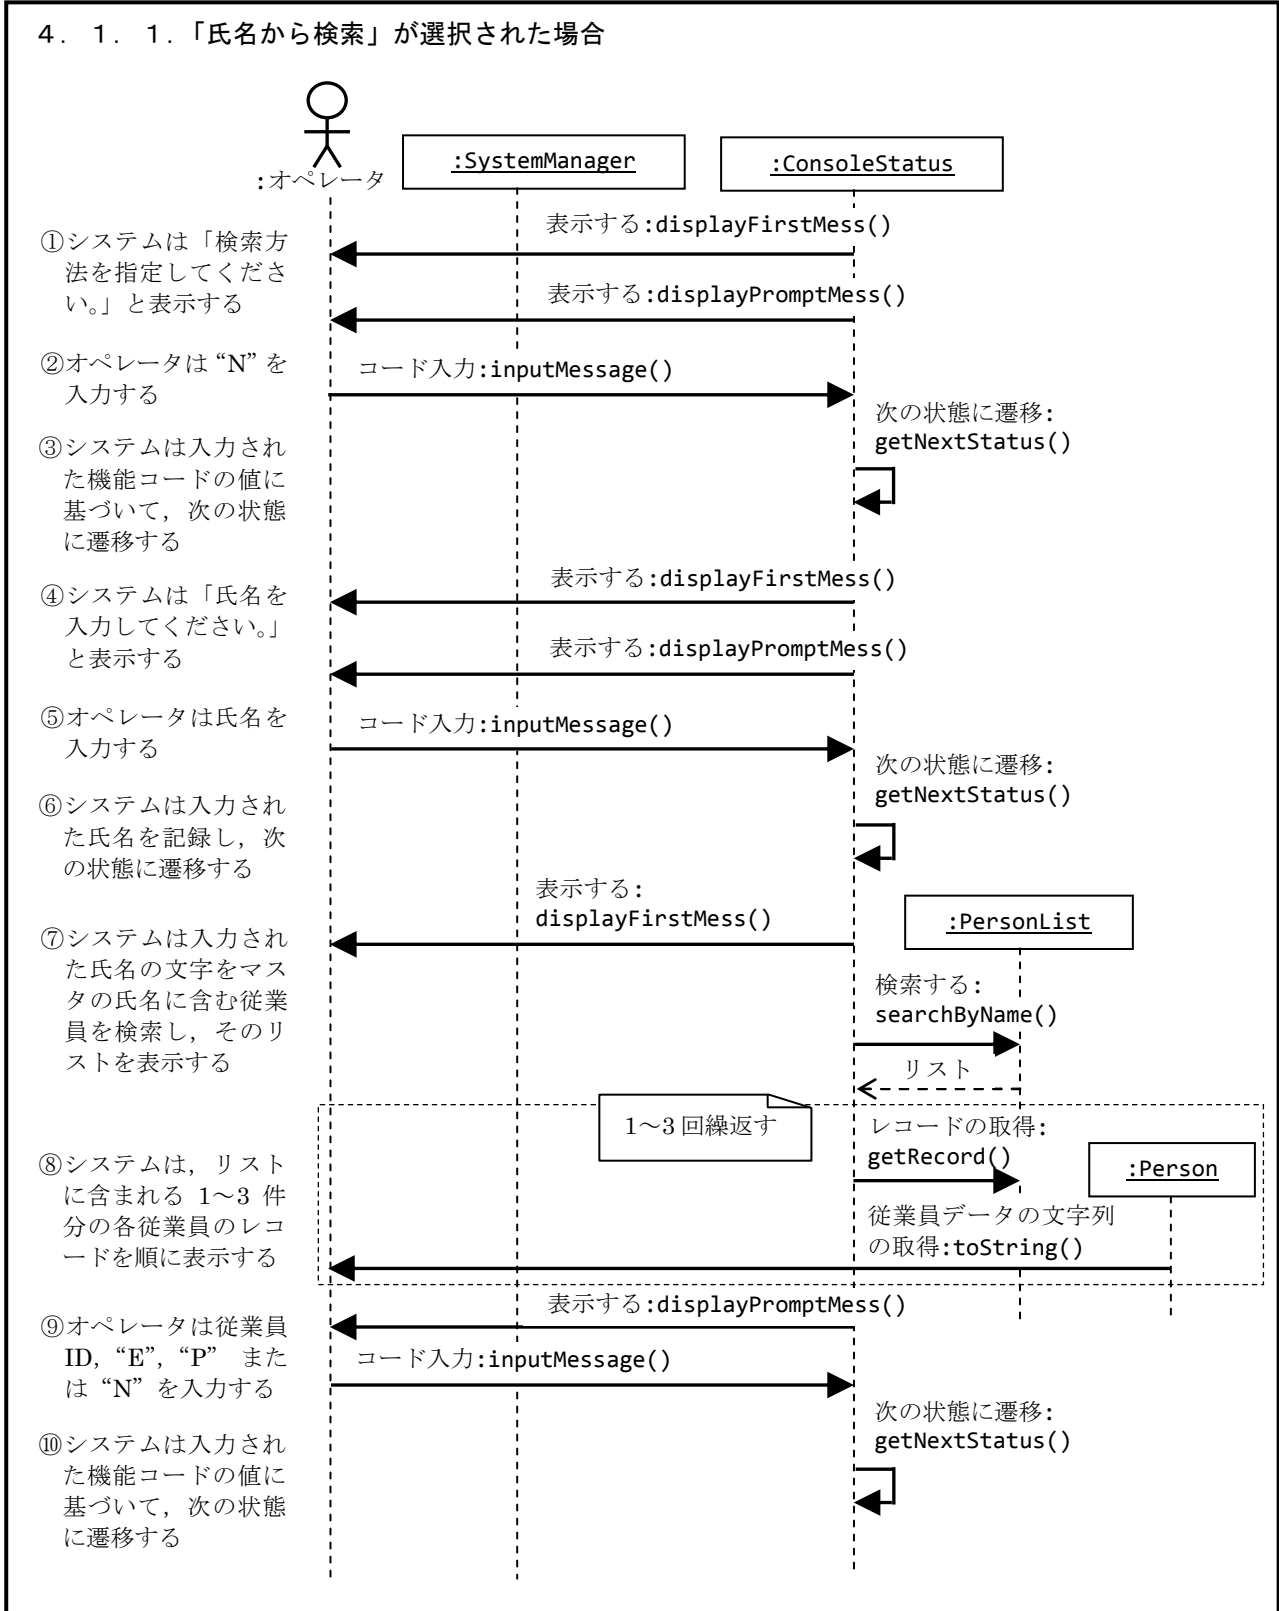 ４．１．１．「氏名から検索」が選択された場合
:オペレータ
:SystemManager
:ConsoleStatus
①システムは「検索方
法を指定してくださ
い。」と表示する
表示する:displayFirstMess()
表示する:displayPromptMess()
②オペレータは “N” を
入力する
コード入力:inputMessage()
次の状態に遷移:
getNextStatus()
③システムは入力され
た機能コードの値に
基づいて，次の状態
に遷移する
表示する:displayFirstMess()
④システムは「氏名を
入力してください。」
と表示する
表示する:displayPromptMess()
⑤オペレータは氏名を
入力する
コード入力:inputMessage()
次の状態に遷移:
getNextStatus()
⑥システムは入力され
た氏名を記録し，次
の状態に遷移する
表示する:
displayFirstMess()
:PersonList
⑦システムは入力され
た氏名の文字をマス
タの氏名に含む従業
員を検索し，そのリ
ストを表示する
検索する:
searchByName()
リスト
1～3 回繰返す
レコードの取得:
getRecord()
:Person
⑧システムは，リスト
に含まれる 1～3 件
分の各従業員のレコ
ードを順に表示する
従業員データの文字列
の取得:toString()
表示する:displayPromptMess()
⑨オペレータは従業員
ID，“E”，“P” また
は “N” を入力する
コード入力:inputMessage()
次の状態に遷移:
getNextStatus()
⑩システムは入力され
た機能コードの値に
基づいて，次の状態
に遷移する